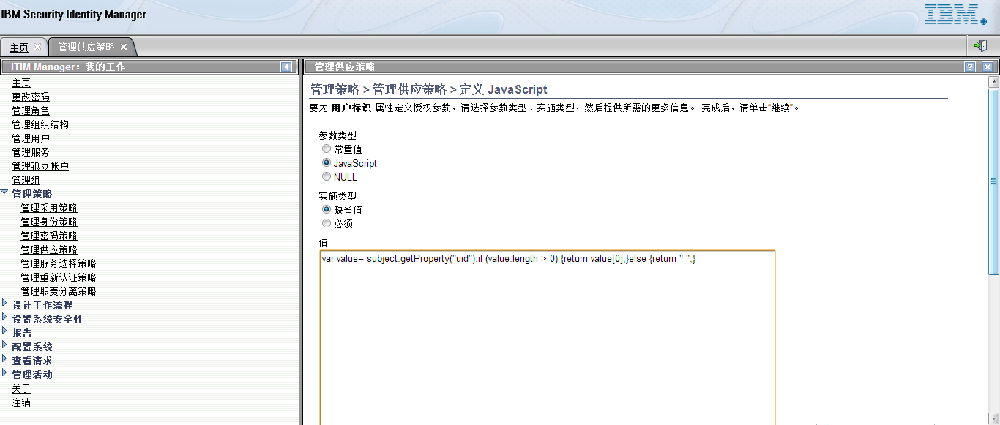 IBM Security Identity Manager
IBM
主页
管理供应策略
ITIM Manager：我的工作
主页
更改密码
管理角色
管理组织结构
管理用户
管理服务
管理孤立帐户
管理组
管理策略
管理采用策略
管理身份策略
管理密码策略
管理供应策略
管理服务选择策略
管理重新认证策略
管理职责分离策略
设计工作流程
设置系统安全性
报告
配置系统
查看请求
管理活动
关于
注销
管理供应策略
?
管理策略 > 管理供应策略 > 定义 JavaScript
要为 用户标识 属性定义授权参数，请选择参数类型、实施类型，然后提供所需的更多信息。 完成后，请单击“继续”。
参数类型
常量值
JavaScript
NULL
实施类型
缺省值
必须
值
var value= subject.getProperty("uid");if (value.length > 0) {return value[0];}else {return " ";}